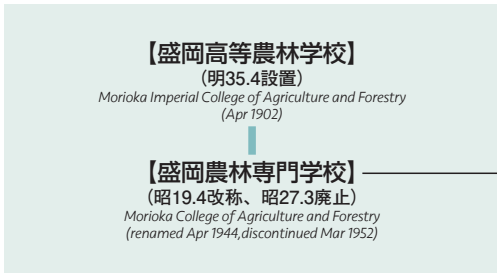 【盛岡高等農林学校】
（明35.4設置）
Morioka Imperial College of Agriculture and Forestry
(Apr 1902)
【盛岡農林専門学校】
（昭19.4改称、昭27.3廃止）
Morioka College of Agriculture and Forestry
(renamed Apr 1944,discontinued Mar 1952)